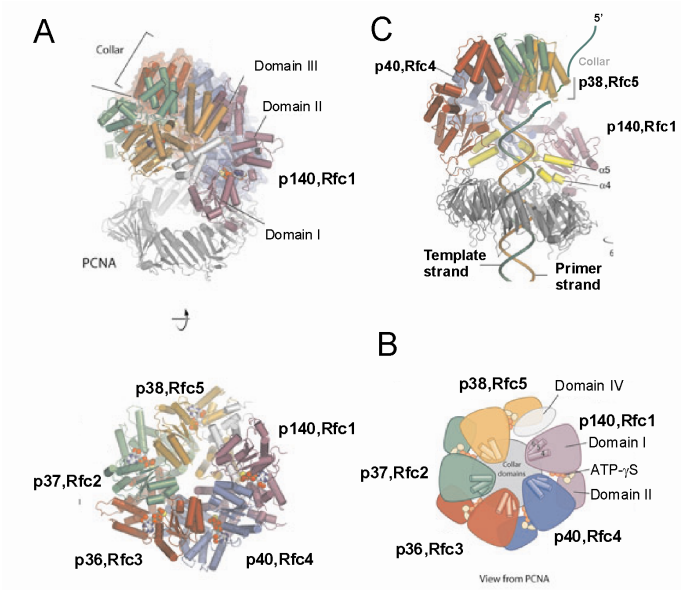 A
Collar
Domain III
Domain II
p140,Rfc1
Domain I
PCNA
C
5'
p40,Rfc4
Collar
p38,Rfc5
p140,Rfc1
α5
α4
6
Template
strand
Primer
strand
p38,Rfc5
p140,Rfc1
p37,Rfc2
p36,Rfc3
p40,Rfc4
B
p38,Rfc5
Domain IV
p140,Rfc1
Domain I
Collar
domains
ATP-γS
p37,Rfc2
Domain II
p40,Rfc4
p36,Rfc3
View from PCNA